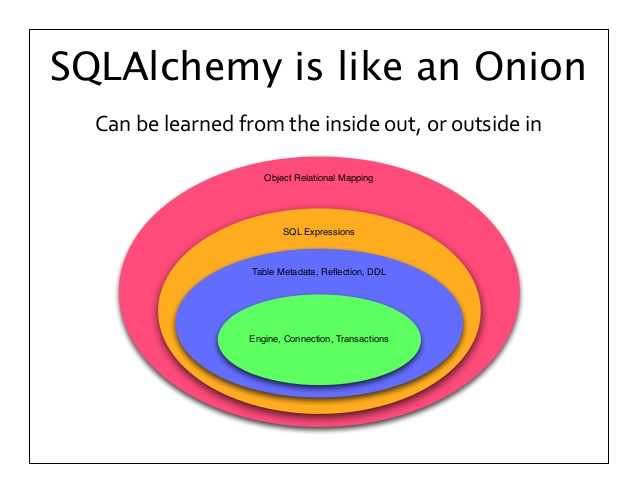 SQLAlchemy is like an Onion
Can be learned from the inside out, or outside in
Object Relational Mapping
SQL Expressions
Table Metadata, Reflection, DDL
Engine, Connection, Transactions